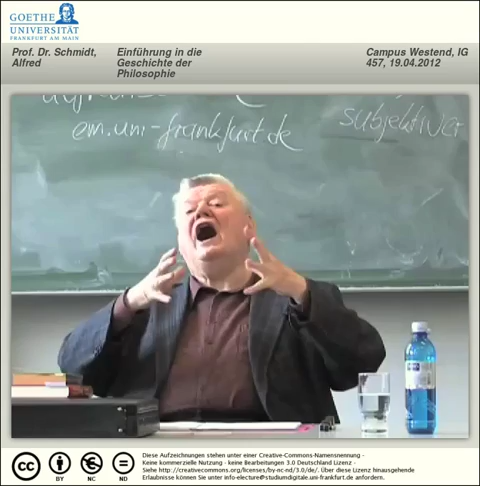 GOETHE
UNIVERSITÄT
FRANKFURT AM MAIN
Prof. Dr. Schmidt,
Alfred
Einführung in die
Geschichte der
Philosophie
Campus Westend, IG
457, 19.04.2012
em.uni-frankfurt.de
subjektiver
cc
BY
NC
ND
Diese Aufzeichnungen stehen unter einer Creative-Commons-Namensnennung -
Keine kommerzielle Nutzung - keine Bearbeitungen 3.0 Deutschland Lizenz -
Siehe http://creativecommons.org/licenses/by-nc-nd/3.0/de/. Über diese Lizenz hinausgehende
Erlaubnisse können Sie unter info-electure@studiumdigitale.uni-frankfurt.de anfordern.